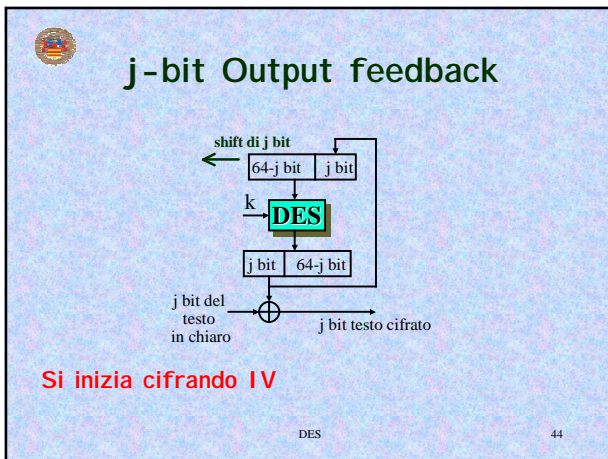 j-bit Output feedback
shift di j bit
64-j bit j bit
k
DES
j bit 64-j bit
j bit del
testo
in chiaro
j bit testo cifrato
Si inizia cifrando IV
DES 44